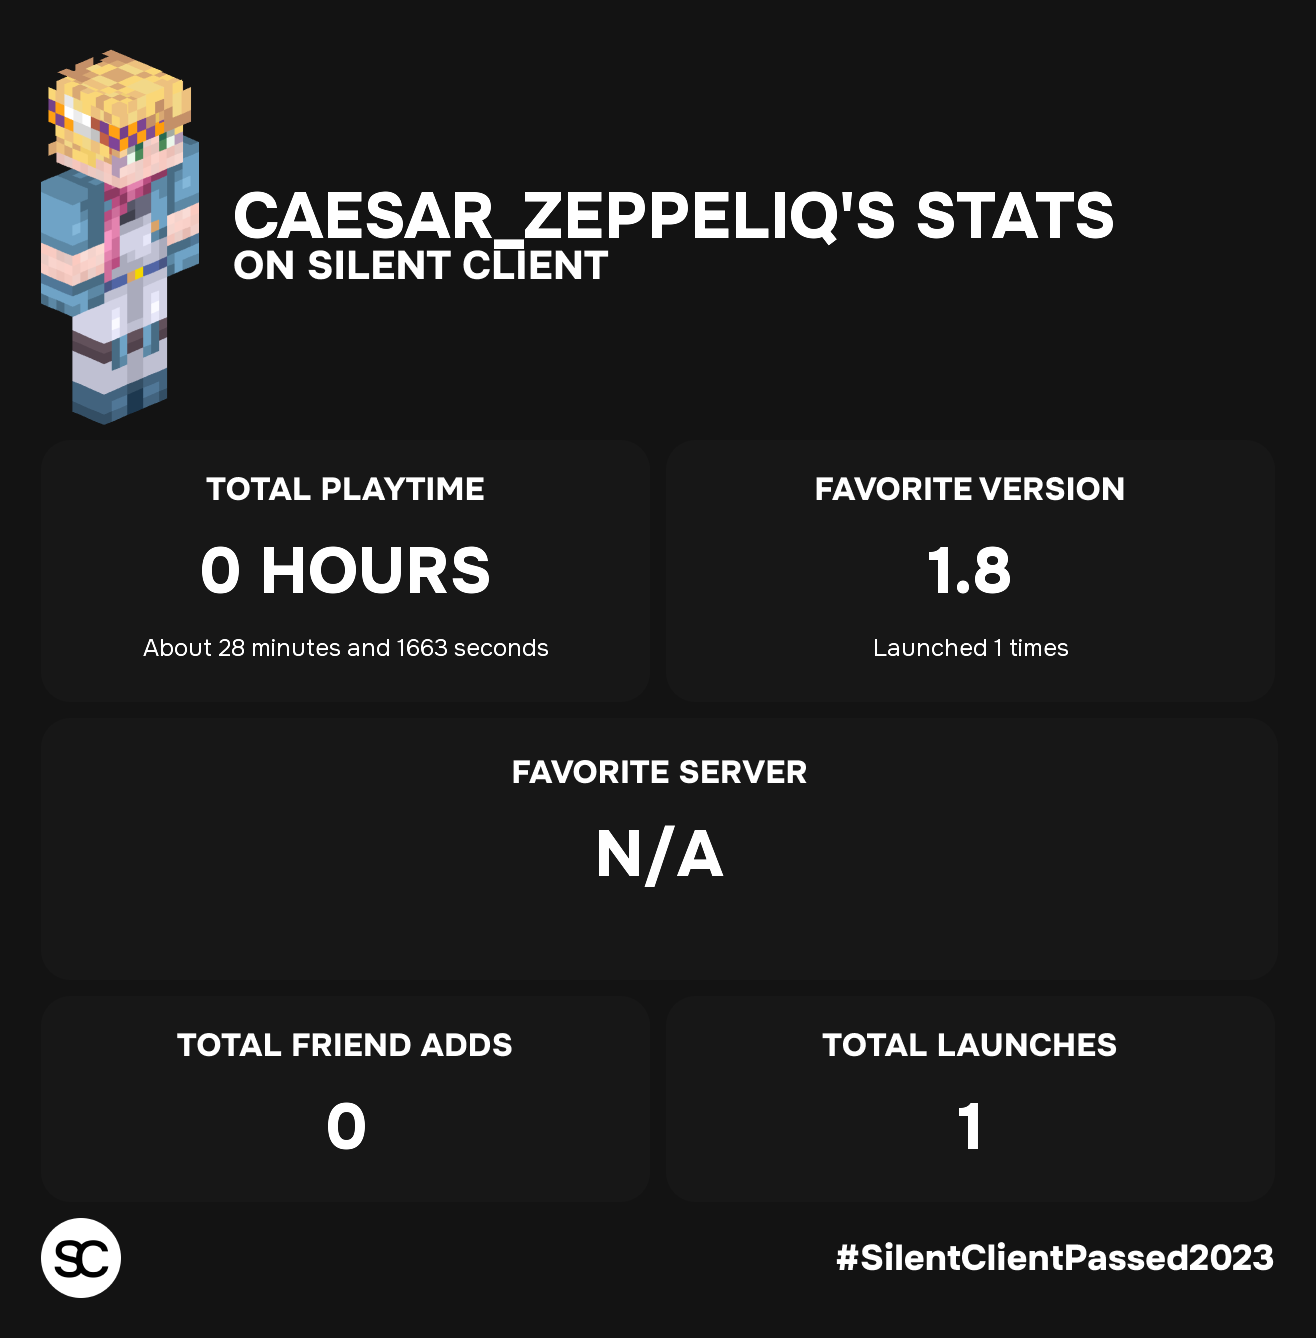 CAESAR_ZEPPELIQ'S STATS
ON SILENT CLIENT
TOTAL PLAYTIME
0 HOURS
About 28 minutes and 1663 seconds
FAVORITE VERSION
1.8
Launched 1 times
FAVORITE SERVER
N/A
TOTAL FRIEND ADDS
0
TOTAL LAUNCHES
1
SC
#SilentClientPassed2023